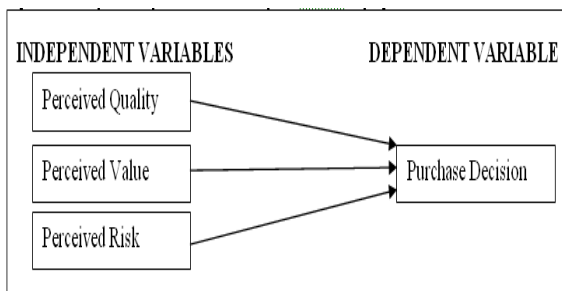 INDEPENDENT VARIABLES
DEPENDENT VARIABLE
Perceived Quality
Perceived Value
Purchase Decision
Perceived Risk